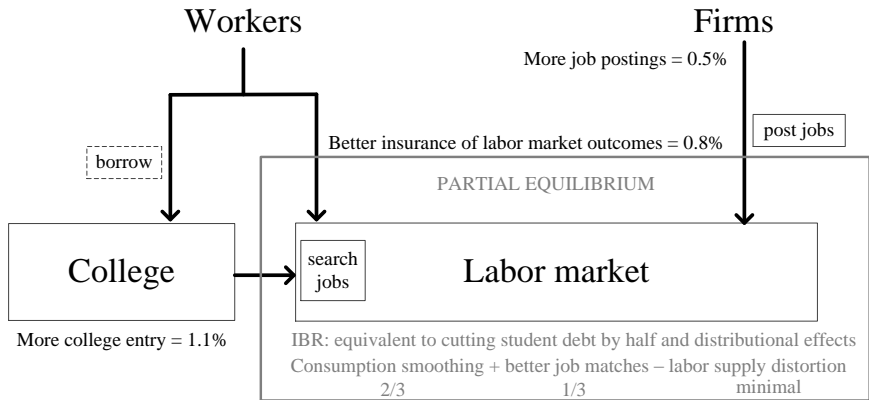 Workers
Firms
More job postings = 0.5%
post jobs
borrow
Better insurance of labor market outcomes = 0.8%
PARTIAL EQUILIBRIUM
College
search
jobs
Labor market
More college entry = 1.1%
IBR: equivalent to cutting student debt by half and distributional effects
Consumption smoothing + better job matches – labor supply distortion
2/3
1/3
minimal